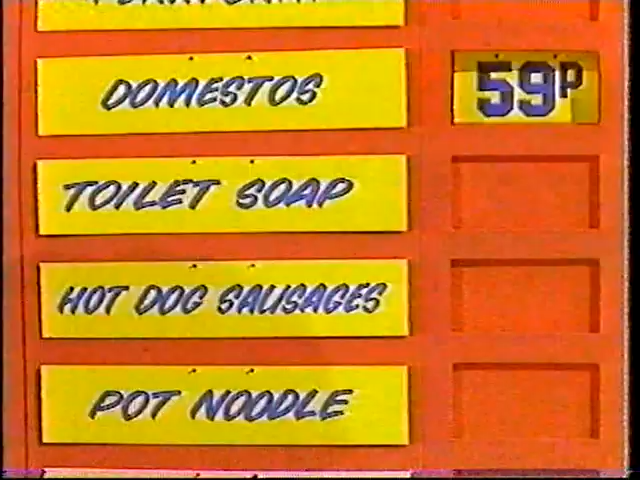 DOMESTOS 59P
TOILET SOAP
HOT DOG SAUSAGES
POT NOODLE